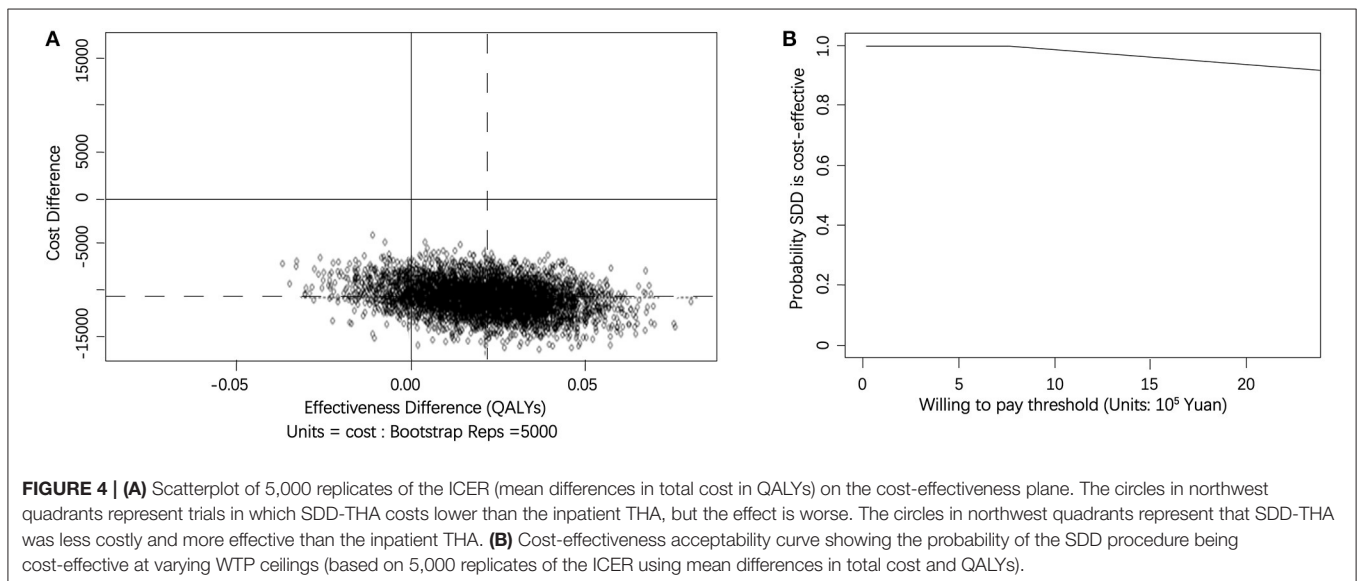 A
15000
5000
0
-5000
-15000
Cost Difference
-0.05 0.00 0.05
Effectiveness Difference (QALYs)
Units = cost : Bootstrap Reps =5000
B
1.0
0.8
0.6
0.4
0.2
0
Probability SDD is cost-effective
0 5 10 15 20
Willing to pay threshold (Units: 10⁵ Yuan)
FIGURE 4 | (A) Scatterplot of 5,000 replicates of the ICER (mean differences in total cost in QALYs) on the cost-effectiveness plane. The circles in northwest
quadrants represent trials in which SDD-THA costs lower than the inpatient THA, but the effect is worse. The circles in northwest quadrants represent that SDD-THA
was less costly and more effective than the inpatient THA. (B) Cost-effectiveness acceptability curve showing the probability of the SDD procedure being
cost-effective at varying WTP ceilings (based on 5,000 replicates of the ICER using mean differences in total cost and QALYs).